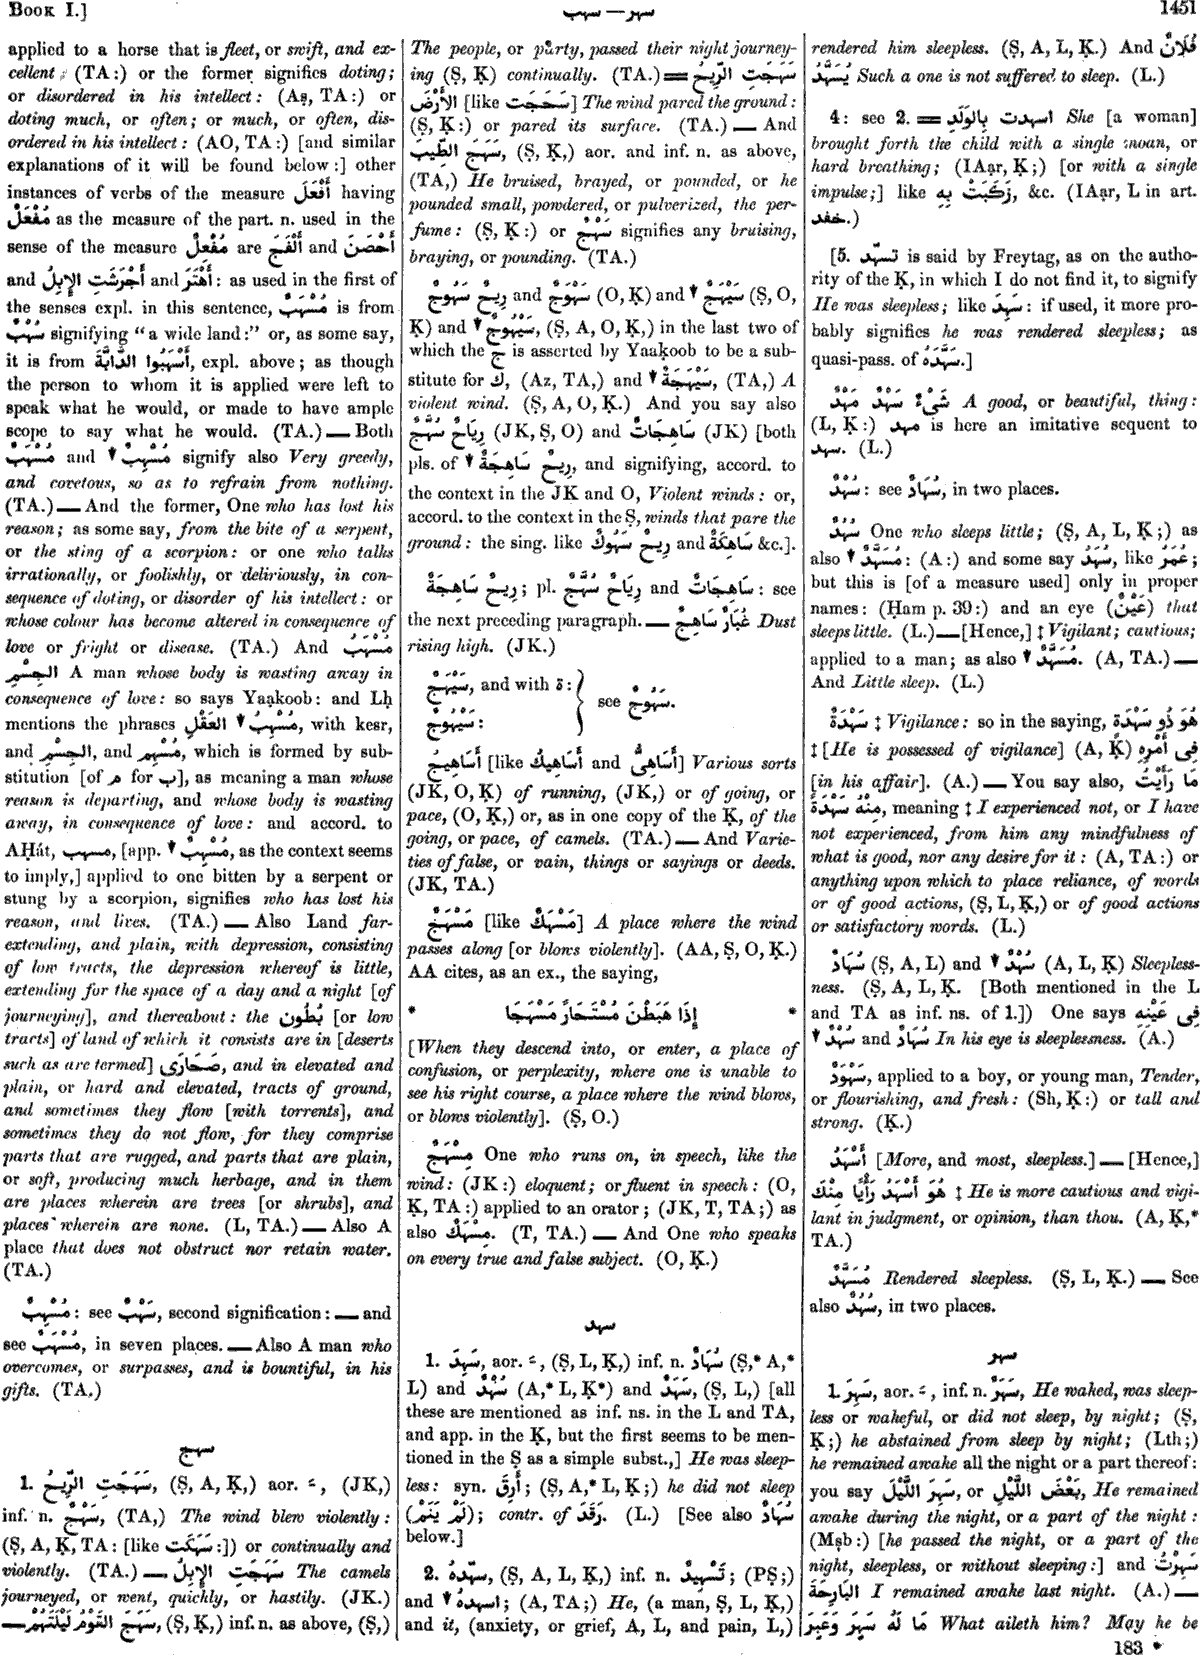 BOOK I.]
سهب — سهر
1451
applied to a horse that is fleet, or swift, and ex-
cellent; (TA:) or the former signifies doting;
or disordered in his intellect: (Aṣ, TA:) or
doting much, or often; or much, or often, dis-
ordered in his intellect: (AO, TA:) [and similar
explanations of it will be found below:] other
instances of verbs of the measure أَفْعَلَ having
مُفْعَلٌ as the measure of the part. n. used in the
sense of the measure مُفْعِلٌ are أَلْفَجَ and أَحْصَنَ
and أَجْرَشَتِ الإِبِلُ and أَهْتَرَ: as used in the first of
the senses expl. in this sentence, مُسْهَبٌ is from
سُهْبٌ signifying “a wide land:” or, as some say,
it is from أَسْهَبُوا الدَّابَّةَ, expl. above; as though
the person to whom it is applied were left to
speak what he would, or made to have ample
scope to say what he would. (TA.) — Both
مُسْهَبٌ and ▼ مُسْهِبٌ signify also Very greedy,
and covetous, so as to refrain from nothing.
(TA.) — And the former, One who has lost his
reason; as some say, from the bite of a serpent,
or the sting of a scorpion: or one who talks
irrationally, or foolishly, or deliriously, in con-
sequence of doting, or disorder of his intellect: or
whose colour has become altered in consequence of
love or fright or disease. (TA.) And مُسْهَبُ
الجِسْمِ A man whose body is wasting away in
consequence of love: so says Yaạkoob: and Lḥ
mentions the phrases ▼ مُسْهِبُ العَقْلِ, with kesr,
and الجِسْمِ, and مُسْهِم, which is formed by sub-
stitution [of م for ب], as meaning a man whose
reason is departing, and whose body is wasting
away, in consequence of love: and accord. to
AḤát, مسهب, [app. ▼ مُسْهِبٌ, as the context seems
to imply,] applied to one bitten by a serpent or
stung by a scorpion, signifies who has lost his
reason, and lives. (TA.) — Also Land far-
extending, and plain, with depression, consisting
of low tracts, the depression whereof is little,
extending for the space of a day and a night [of
journeying], and thereabout: the بُطُون [or low
tracts] of land of which it consists are in [deserts
such as are termed] صَحَارَى, and in elevated and
plain, or hard and elevated, tracts of ground,
and sometimes they flow [with torrents], and
sometimes they do not flow, for they comprise
parts that are rugged, and parts that are plain,
or soft, producing much herbage, and in them
are places wherein are trees [or shrubs], and
places wherein are none. (L, TA.) — Also A
place that does not obstruct nor retain water.
(TA.)
مُسْهِبٌ: see سَهْبٌ, second signification: — and
see مُسْهَبٌ, in seven places. — Also A man who
overcomes, or surpasses, and is bountiful, in his
gifts. (TA.)
سهج
1. سَهَجَتِ الرِّيحُ, (Ṣ, A, Ḳ,) aor. ــَـ, (JK,)
inf. n. سَهْجٌ, (TA,) The wind blew violently:
(Ṣ, A, Ḳ, TA: [like سَهَكَت:]) or continually and
violently. (TA.) — سَهَجَتِ الإِبِلُ The camels
journeyed, or went, quickly, or hastily. (JK.)
— سَهَجَ القَوْمُ لَيْلَتَهُمْ, (Ṣ, Ḳ,) inf. n. as above, (Ṣ,)
The people, or party, passed their night journey-
ing (Ṣ, Ḳ) continually. (TA.) = سَهَجَتِ الرِّيحُ
الأَرْضَ [like سَحَجَت] The wind pared the ground:
(Ṣ, Ḳ:) or pared its surface. (TA.) — And
سَهَجَ الطِّيبَ, (Ṣ, Ḳ,) aor. and inf. n. as above,
(TA,) He bruised, brayed, or pounded, or he
pounded small, powdered, or pulverized, the per-
fume: (Ṣ, Ḳ:) or سَهْجٌ signifies any bruising,
braying, or pounding. (TA.)
رِيحٌ سَهُوجٌ and سَهْوَجٌ (O, Ḳ) and ▼ سَيْهَجٌ (Ṣ, O,
Ḳ) and ▼ سَيْهُوجٌ, (Ṣ, A, O, Ḳ,) in the last two of
which the ج is asserted by Yaaḳoob to be a sub-
stitute for ك, (Az, TA,) and ▼ سَيْهَجَةٌ, (TA,) A
violent wind. (Ṣ, A, O, Ḳ.) And you say also
رِيَاحٌ سُهَّجٌ (JK, Ṣ, O) and سَاهِجَاتٌ (JK) [both
pls. of ▼ رِيحٌ سَاهِجَةٌ, and signifying, accord. to
the context in the JK and O, Violent winds: or,
accord. to the context in the Ṣ, winds that pare the
ground: the sing. like رِيحٌ سَهُوكٌ and سَاهِكَةٌ &c.].
رِيحٌ سَاهِجَةٌ; pl. رِيَاحٌ سُهَّجٌ and سَاهِجَاتٌ: see
the next preceding paragraph. — غُبَارٌ سَاهِجٌ Dust
rising high. (JK.)
سَيْهَجٌ, and with ة:
سَيْهُوجٌ:
} see سَهُوجٌ.
أَسَاهِيجُ [like أَسَاهِيكُ and أَسَاهِىُّ] Various sorts
(JK, O, Ḳ) of running, (JK,) or of going, or
pace, (O, Ḳ,) or, as in one copy of the Ḳ, of the
going, or pace, of camels. (TA.) — And Varie-
ties of false, or vain, things or sayings or deeds.
(JK, TA.)
مَسْهَجٌ [like مَسْهَكٌ] A place where the wind
passes along [or blows violently]. (AA, Ṣ, O, Ḳ.)
AA cites, as an ex., the saying,
* إِذَا هَبَطْنَ مُسْتَحَارًا مَسْهَجَا *
[When they descend into, or enter, a place of
confusion, or perplexity, where one is unable to
see his right course, a place where the wind blows,
or blows violently]. (Ṣ, O.)
مِسْهَجٌ One who runs on, in speech, like the
wind: (JK:) eloquent; or fluent in speech: (O,
Ḳ, TA:) applied to an orator; (JK, T, TA;) as
also مِسْهَكٌ. (T, TA.) — And One who speaks
on every true and false subject. (O, Ḳ.)
سهد
1. سَهِدَ, aor. ــَـ, (Ṣ, L, Ḳ,) inf. n. سُهَادٌ (Ṣ,* A,*
L) and سُهْدٌ (A,* L, Ḳ*) and سَهَدٌ, (Ṣ, L,) [all
these are mentioned as inf. ns. in the L and TA,
and app. in the Ḳ, but the first seems to be men-
tioned in the Ṣ as a simple subst.,] He was sleep-
less: syn. أَرِقَ; (Ṣ, A,* L, Ḳ;) he did not sleep
(لَمْ يَنَمْ); contr. of رَقَدَ. (L.) [See also سُهَادٌ
below.]
2. سهّدهُ, (Ṣ, A, L, Ḳ,) inf. n. تَسْهِيدٌ; (PṢ;)
and ▼ اسهدهُ; (A, TA;) He, (a man, Ṣ, L, Ḳ,)
and it, (anxiety, or grief, A, L, and pain, L,)
rendered him sleepless. (Ṣ, A, L, Ḳ.) And فُلَانٌ
يُسَهَّدُ Such a one is not suffered to sleep. (L.)
4: see 2. = اسهدت بِالوَلَدِ She [a woman]
brought forth the child with a single moan, or
hard breathing; (IAạr, Ḳ;) [or with a single
impulse;] like زَكَبَتْ بِهِ, &c. (IAạr, L in art.
خفد.)
[5. تسهّد is said by Freytag, as on the autho-
rity of the Ḳ, in which I do not find it, to signify
He was sleepless; like سَهِدَ: if used, it more pro-
bably signifies he was rendered sleepless; as
quasi-pass. of سَهَّدَهُ.]
شَىْءٌ سَهْدٌ مَهْدٌ A good, or beautiful, thing:
(L, Ḳ:) مهد is here an imitative sequent to
سهد. (L.)
سُهْدٌ: see سُهَادٌ, in two places.
سُهُدٌ One who sleeps little; (Ṣ, A, L, Ḳ;) as
also ▼ مُسَهَّدٌ: (A:) and some say سُهَدُ, like عُمَرُ;
but this is [of a measure used] only in proper
names: (Ḥam p. 39:) and an eye (عَيْنٌ) that
sleeps little. (L.) — [Hence,] ‡ Vigilant; cautious;
applied to a man; as also ▼ مُسَهَّدٌ. (A, TA.) —
And Little sleep. (L.)
سَهْدَةٌ ‡ Vigilance: so in the saying, هُوَ ذُو سَهْدَةٍ
فِى أَمْرِهِ ‡ [He is possessed of vigilance] (A, Ḳ)
[in his affair]. (A.) — You say also, مَا رَأَيْتُ
مِنْهُ سَهْدَةً, meaning ‡ I experienced not, or I have
not experienced, from him any mindfulness of
what is good, nor any desire for it: (A, TA:) or
anything upon which to place reliance, of words
or of good actions, (Ṣ, L, Ḳ,) or of good actions
or satisfactory words. (L.)
سُهَادٌ (Ṣ, A, L) and ▼ سُهْدٌ (A, L, Ḳ) Sleepless-
ness. (Ṣ, A, L, Ḳ. [Both mentioned in the L
and TA as inf. ns. of 1.]) One says فِى عَيْنِهِ
▼ سُهْدٌ and سُهَادٌ In his eye is sleeplessness. (A.)
سَهْوَدٌ, applied to a boy, or young man, Tender,
or flourishing, and fresh: (Sh, Ḳ:) or tall and
strong. (Ḳ.)
أَسْهَدُ [More, and most, sleepless.] — [Hence,]
هُوَ أَسْهَدُ رَأْيًا مِنْكَ ‡ He is more cautious and vigi-
lant in judgment, or opinion, than thou. (A, Ḳ,*
TA.)
مُسَهَّدٌ Rendered sleepless. (Ṣ, L, Ḳ.) — See
also سُهُدٌ, in two places.
سهر
1. سَهِرَ, aor. ــَـ, inf. n. سَهَرٌ, He waked, was sleep-
less or wakeful, or did not sleep, by night; (Ṣ,
Ḳ;) he abstained from sleep by night; (Lth;)
he remained awake all the night or a part thereof:
you say سَهِرَ اللَّيْلَ, or بَعْضَ اللَّيْلِ, He remained
awake during the night, or a part of the night:
(Mṣb:) [he passed the night, or a part of the
night, sleepless, or without sleeping:] and سَهِرْتُ
البَارِحَةَ I remained awake last night. (A.) —
مَا لَهُ سَهِرَ وَعَبِرَ What aileth him? May he be
183 *